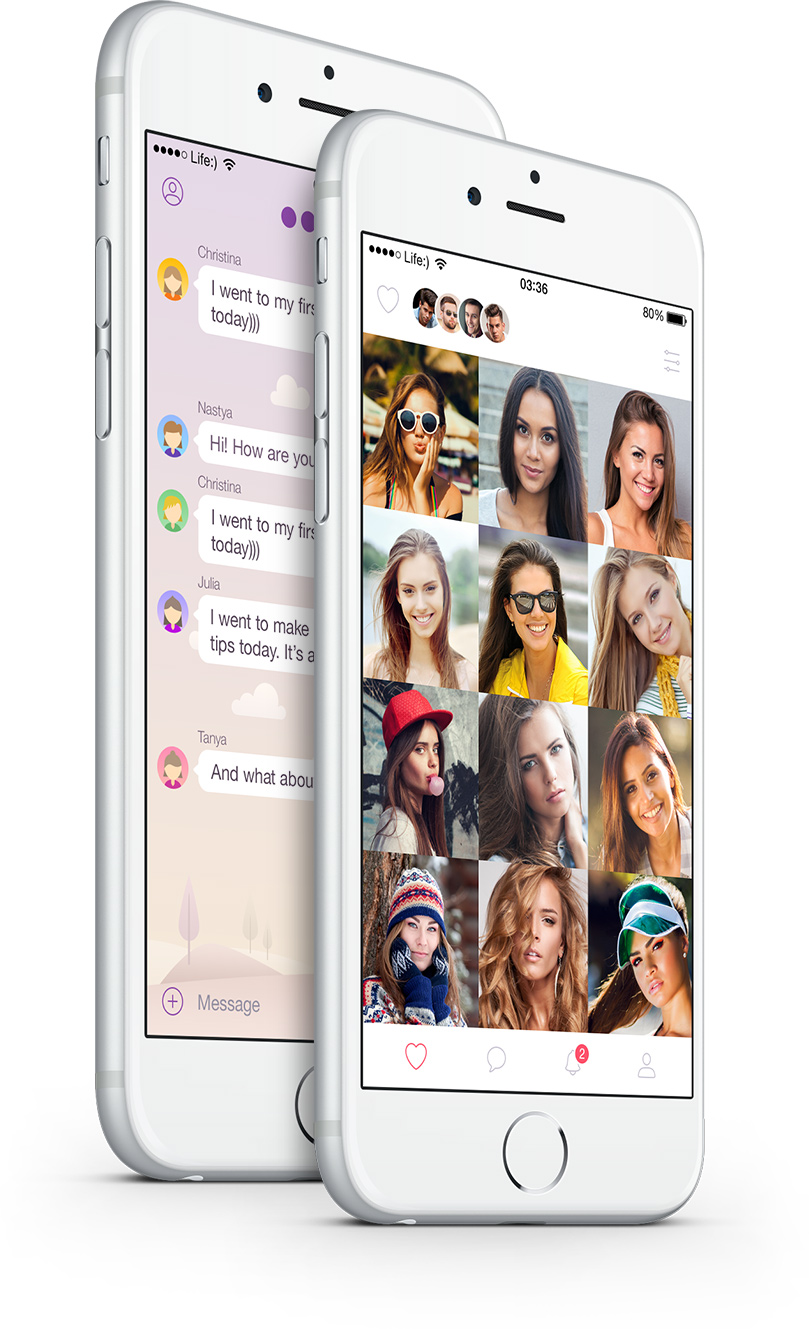 Life:)
Christina
I went to my firs
today)))
Nastya
Hi! How are you
Christina
I went to my firs
today)))
Julia
I went to make
tips today. It's a
Tanya
And what abou
Message
Life:)
03:36
80%
2